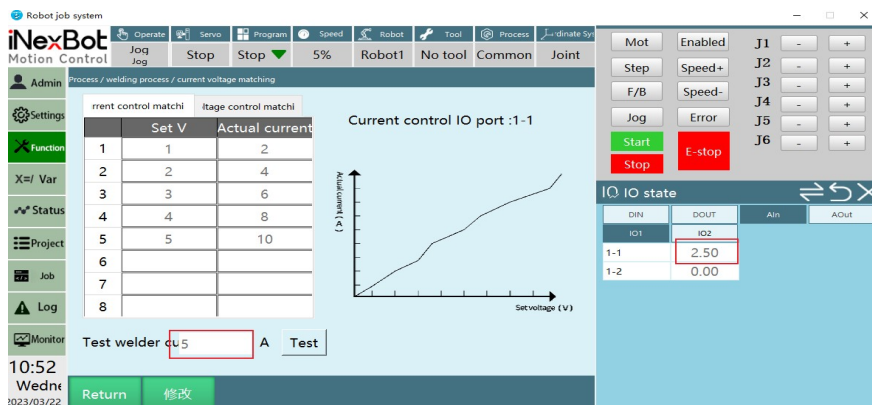 Robot job system
iNexBot
Motion Control
Operate Servo Program Speed Robot Tool Process
Jog
Jog
Stop Stop 5% Robot1 No tool Common Joint
Admin
Settings
Function
X=/ Var
Status
Project
Job
Log
Monitor
10:52
Wedne
2023/03/22
Process / welding process / current voltage matching
rrent control matchi ltage control matchi
Set V Actual current
1 1 2
2 2 4
3 3 6
4 4 8
5 5 10
6
7
8
Current control IO port :1-1
Actual current ( A )
Set voltage ( V )
Test welder cu 5 A Test
Return 修改
Mot Enabled J1 - +
Step Speed+ J2 - +
F/B Speed- J3 - +
J4 - +
Jog Error J5 - +
Start E-stop J6 - +
Stop
IO IO state
DIN DOUT AIn AOut
IO1 IO2
1-1 2.50
1-2 0.00